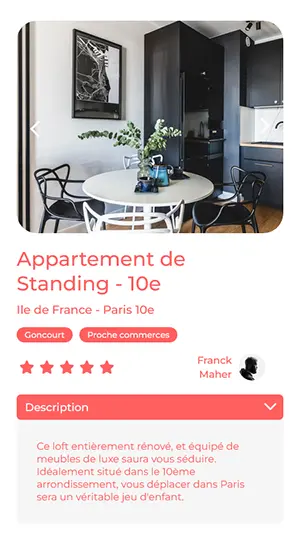 Appartement de
Standing - 10e
Ile de France - Paris 10e
Goncourt
Proche commerces
Franck
Maher
Description
Ce loft entièrement rénové, et équipé de
meubles de luxe saura vous séduire.
Idéalement situé dans le 10ème
arrondissement, vous déplacer dans Paris
sera un véritable jeu d'enfant.